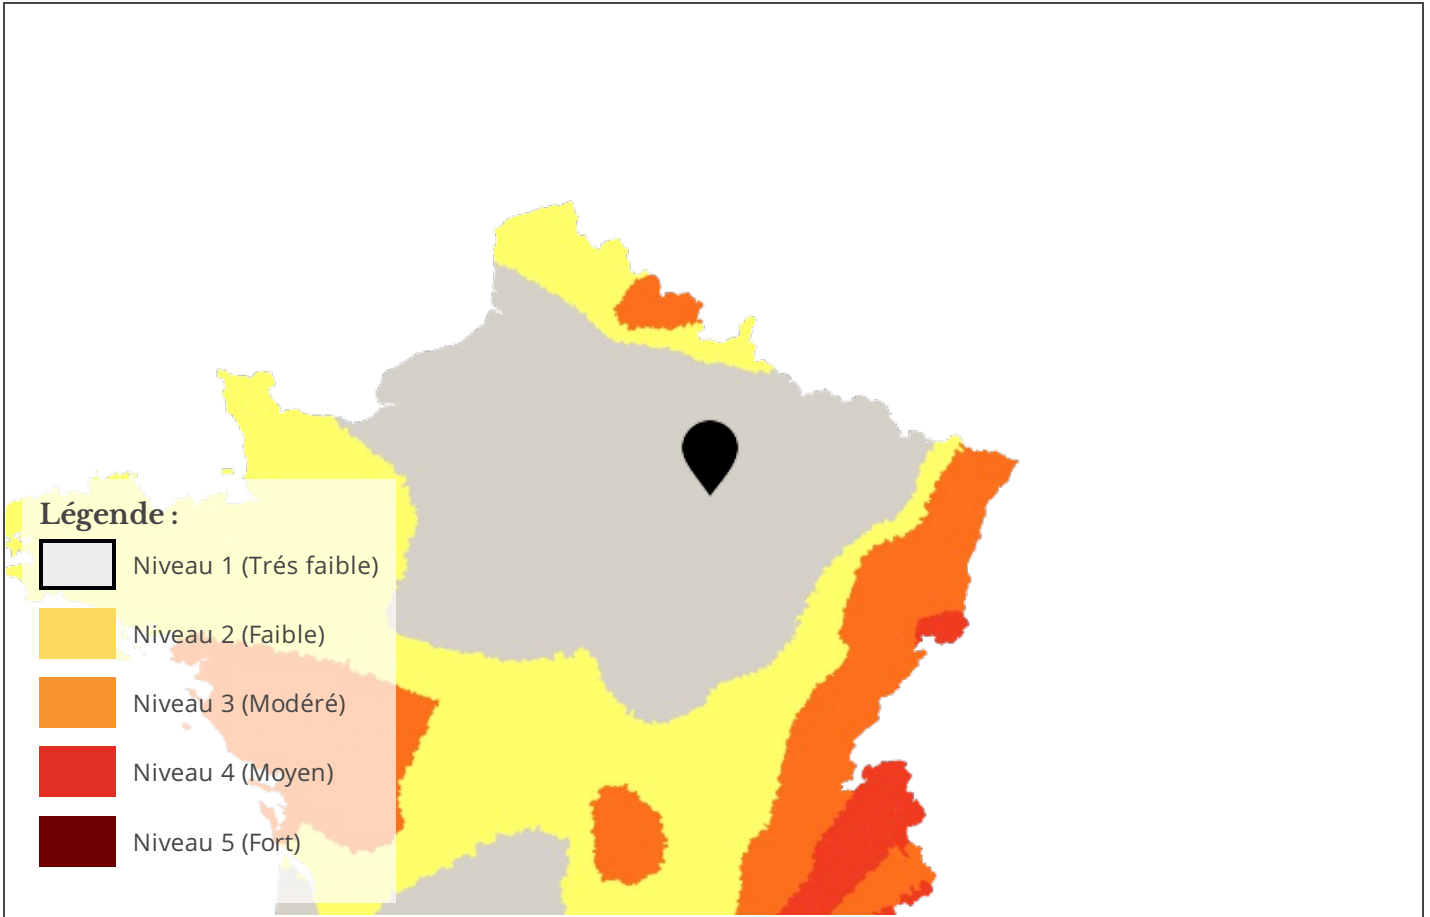 Légende :
Niveau 1 (Trés faible)
Niveau 2 (Faible)
Niveau 3 (Modéré)
Niveau 4 (Moyen)
Niveau 5 (Fort)